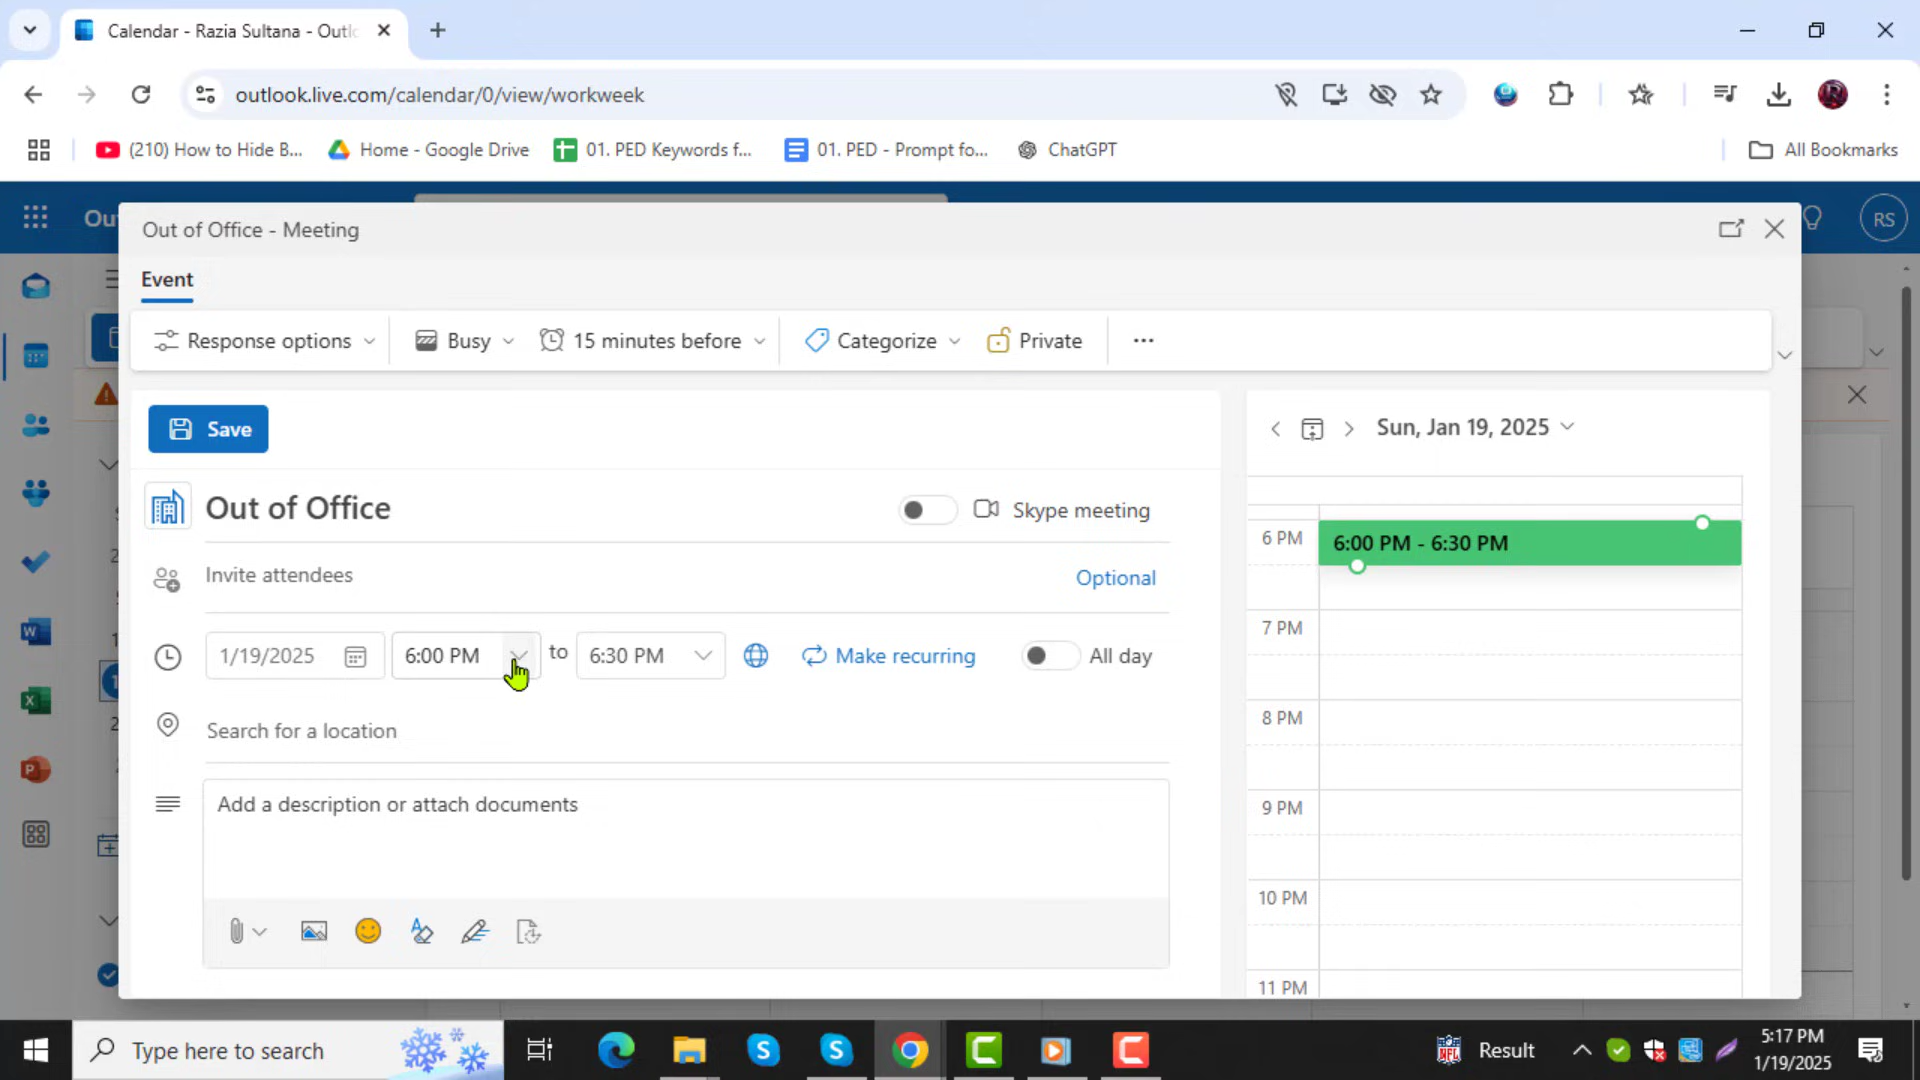 Calendar - Razia Sultana - Outl
outlook.live.com/calendar/0/view/workweek
(210) How to Hide B...
Home - Google Drive
01. PED Keywords f...
01. PED - Prompt fo...
ChatGPT
All Bookmarks
Ou
RS
Out of Office - Meeting
Event
Response options
Busy
15 minutes before
Categorize
Private
Save
Sun, Jan 19, 2025
Out of Office
Skype meeting
6 PM
6:00 PM - 6:30 PM
Invite attendees
Optional
7 PM
1/19/2025
6:00 PM
to
6:30 PM
Make recurring
All day
8 PM
Search for a location
9 PM
Add a description or attach documents
10 PM
11 PM
Type here to search
NFL
Result
5:17 PM
1/19/2025